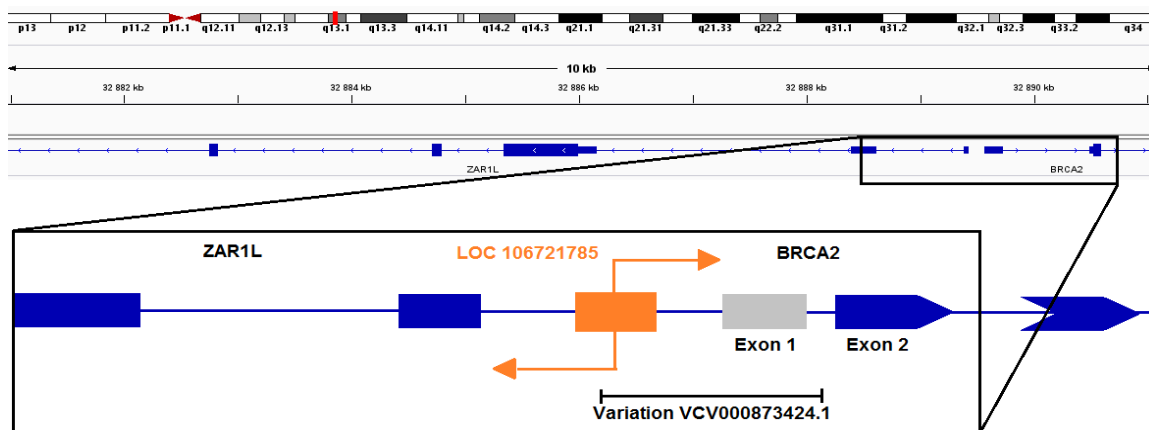 p13 p12 p11.2 p11.1 q12.11 q12.13 q13.1 q13.3 q14.11 q14.2 q14.3 q21.1 q21.31 q21.33 q22.2 q31.1 q31.2 q32.1 q32.3 q33.2 q34
10 kb
32 882 kb 32 884 kb 32 886 kb 32 888 kb 32 890 kb
ZAR1L BRCA2
ZAR1L LOC 106721785 BRCA2
Exon 1 Exon 2
Variation VCV000873424.1